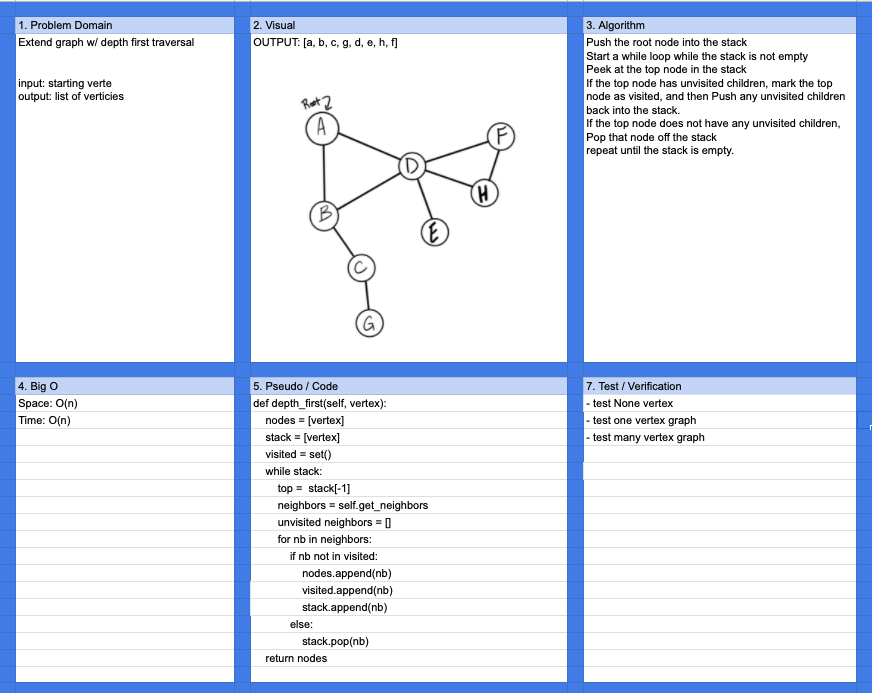 1. Problem Domain
Extend graph w/ depth first traversal
input: starting verte
output: list of verticies
2. Visual
OUTPUT: [a, b, c, g, d, e, h, f]
Root
A
F
D
H
B
E
C
G
3. Algorithm
Push the root node into the stack
Start a while loop while the stack is not empty
Peek at the top node in the stack
If the top node has unvisited children, mark the top
node as visited, and then Push any unvisited children
back into the stack.
If the top node does not have any unvisited children,
Pop that node off the stack
repeat until the stack is empty.
4. Big O
Space: O(n)
Time: O(n)
5. Pseudo / Code
def depth_first(self, vertex):
nodes = [vertex]
stack = [vertex]
visited = set()
while stack:
top =  stack[-1]
neighbors = self.get_neighbors
unvisited neighbors = []
for nb in neighbors:
if nb not in visited:
nodes.append(nb)
visited.append(nb)
stack.append(nb)
else:
stack.pop(nb)
return nodes
7. Test / Verification
- test None vertex
- test one vertex graph
- test many vertex graph